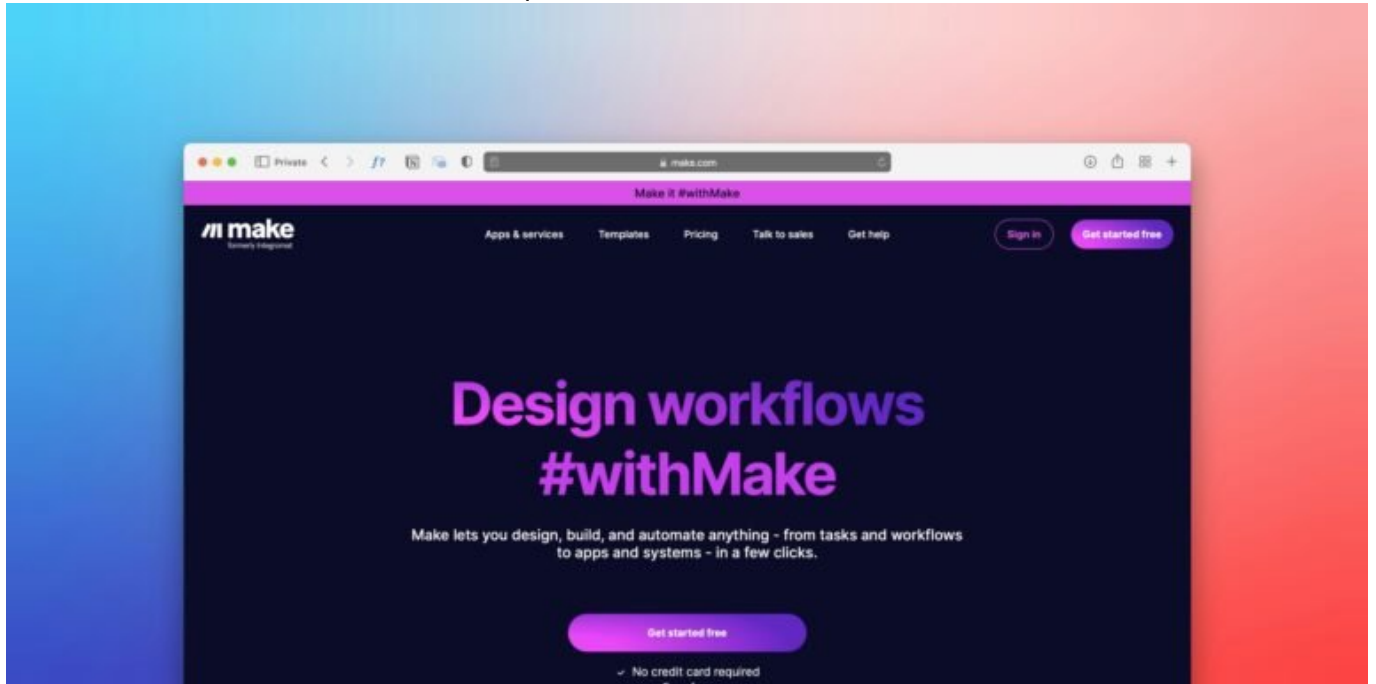 Private
make.com
Make it #withMake
make
formerly Integromat
Apps & services
Templates
Pricing
Talk to sales
Get help
Sign in
Get started free
Design workflows
#withMake
Make lets you design, build, and automate anything - from tasks and workflows
to apps and systems - in a few clicks.
Get started free
✓ No credit card required